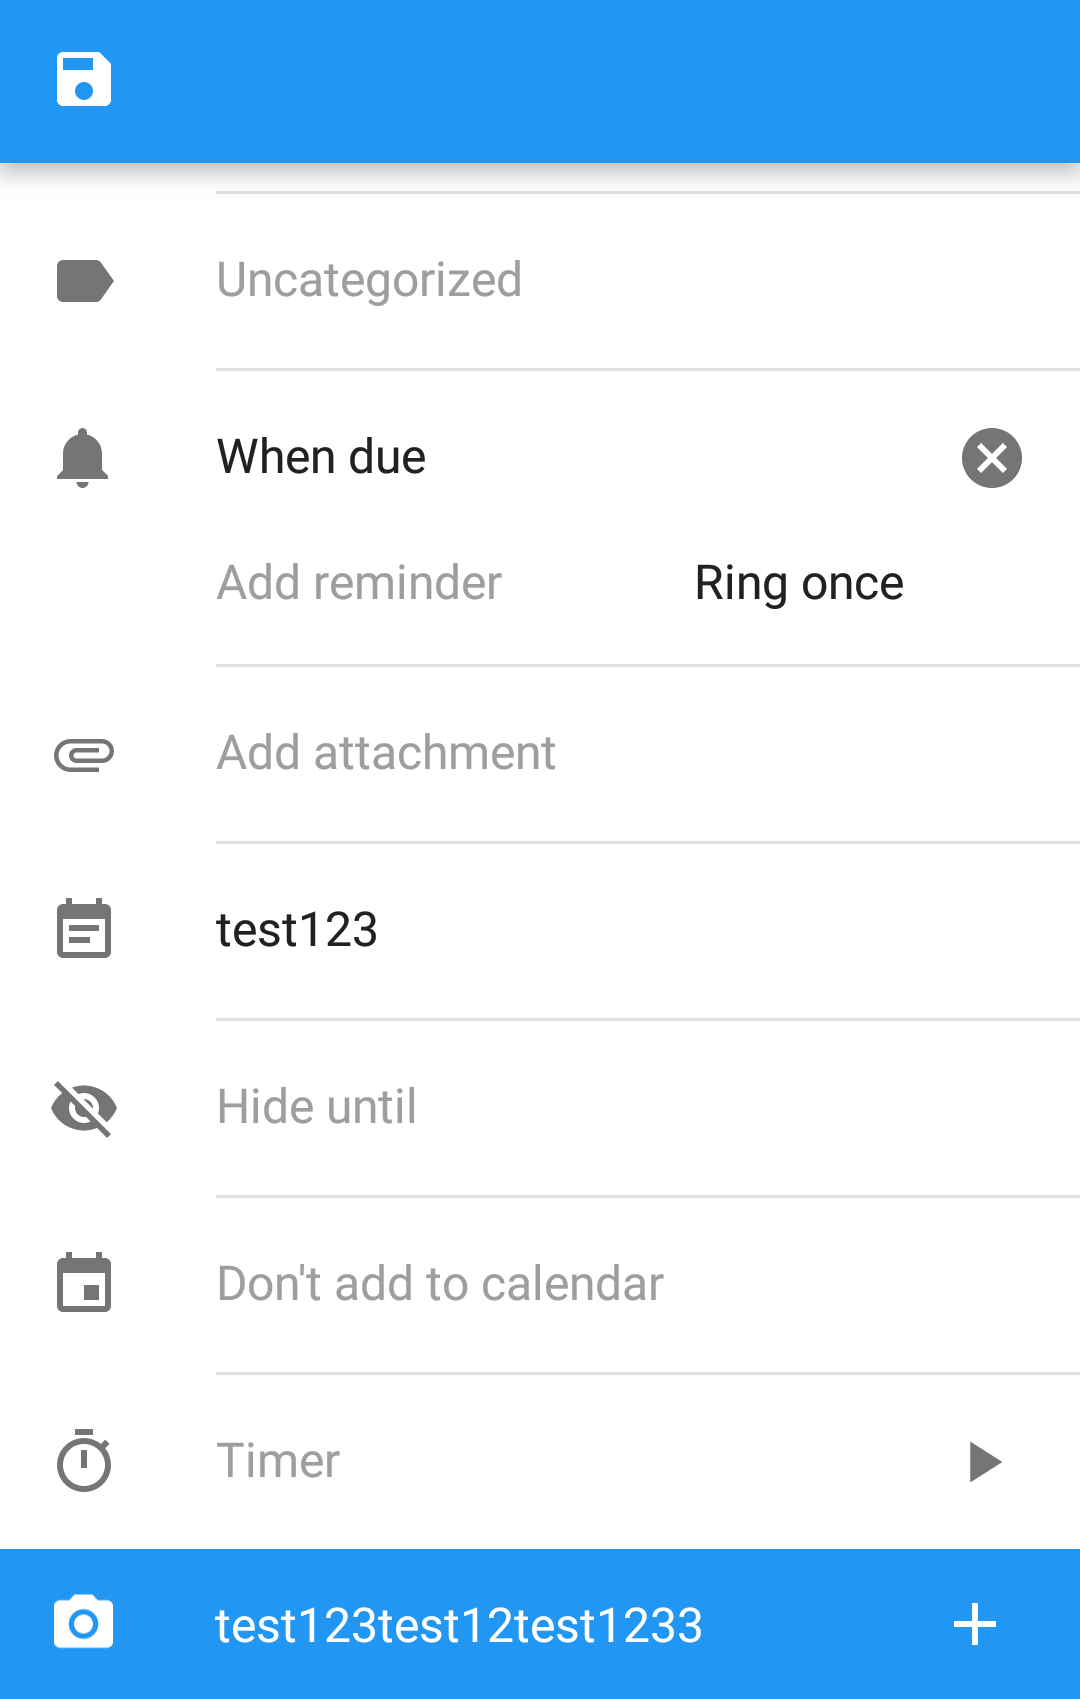 Uncategorized
When due
Add reminder Ring once
Add attachment
test123
Hide until
Don't add to calendar
Timer
test123test12test1233